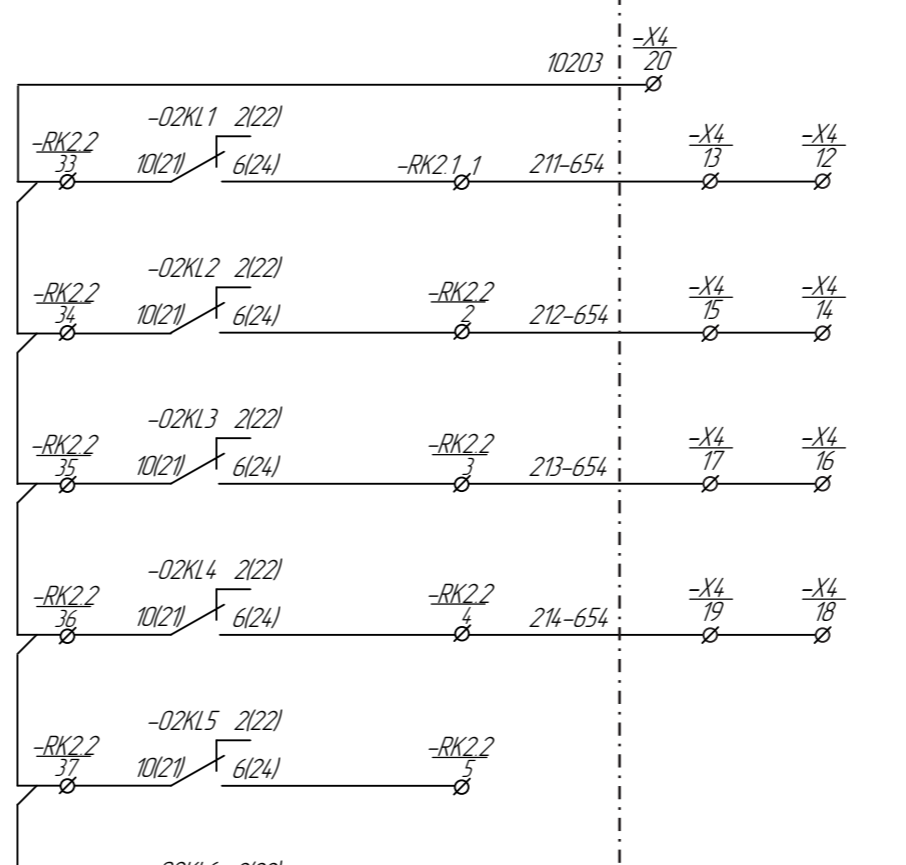 -X4
10203 20
-02KL1 2(22)
-RK2.2 -X4 -X4
33 10(21) 6(24) -RK2.1 1 211-654 13 12
-02KL2 2(22)
-RK2.2 -RK2.2 -X4 -X4
34 10(21) 6(24) 2 212-654 15 14
-02KL3 2(22)
-RK2.2 -RK2.2 -X4 -X4
35 10(21) 6(24) 3 213-654 17 16
-02KL4 2(22)
-RK2.2 -RK2.2 -X4 -X4
36 10(21) 6(24) 4 214-654 19 18
-02KL5 2(22)
-RK2.2 -RK2.2
37 10(21) 6(24) 5